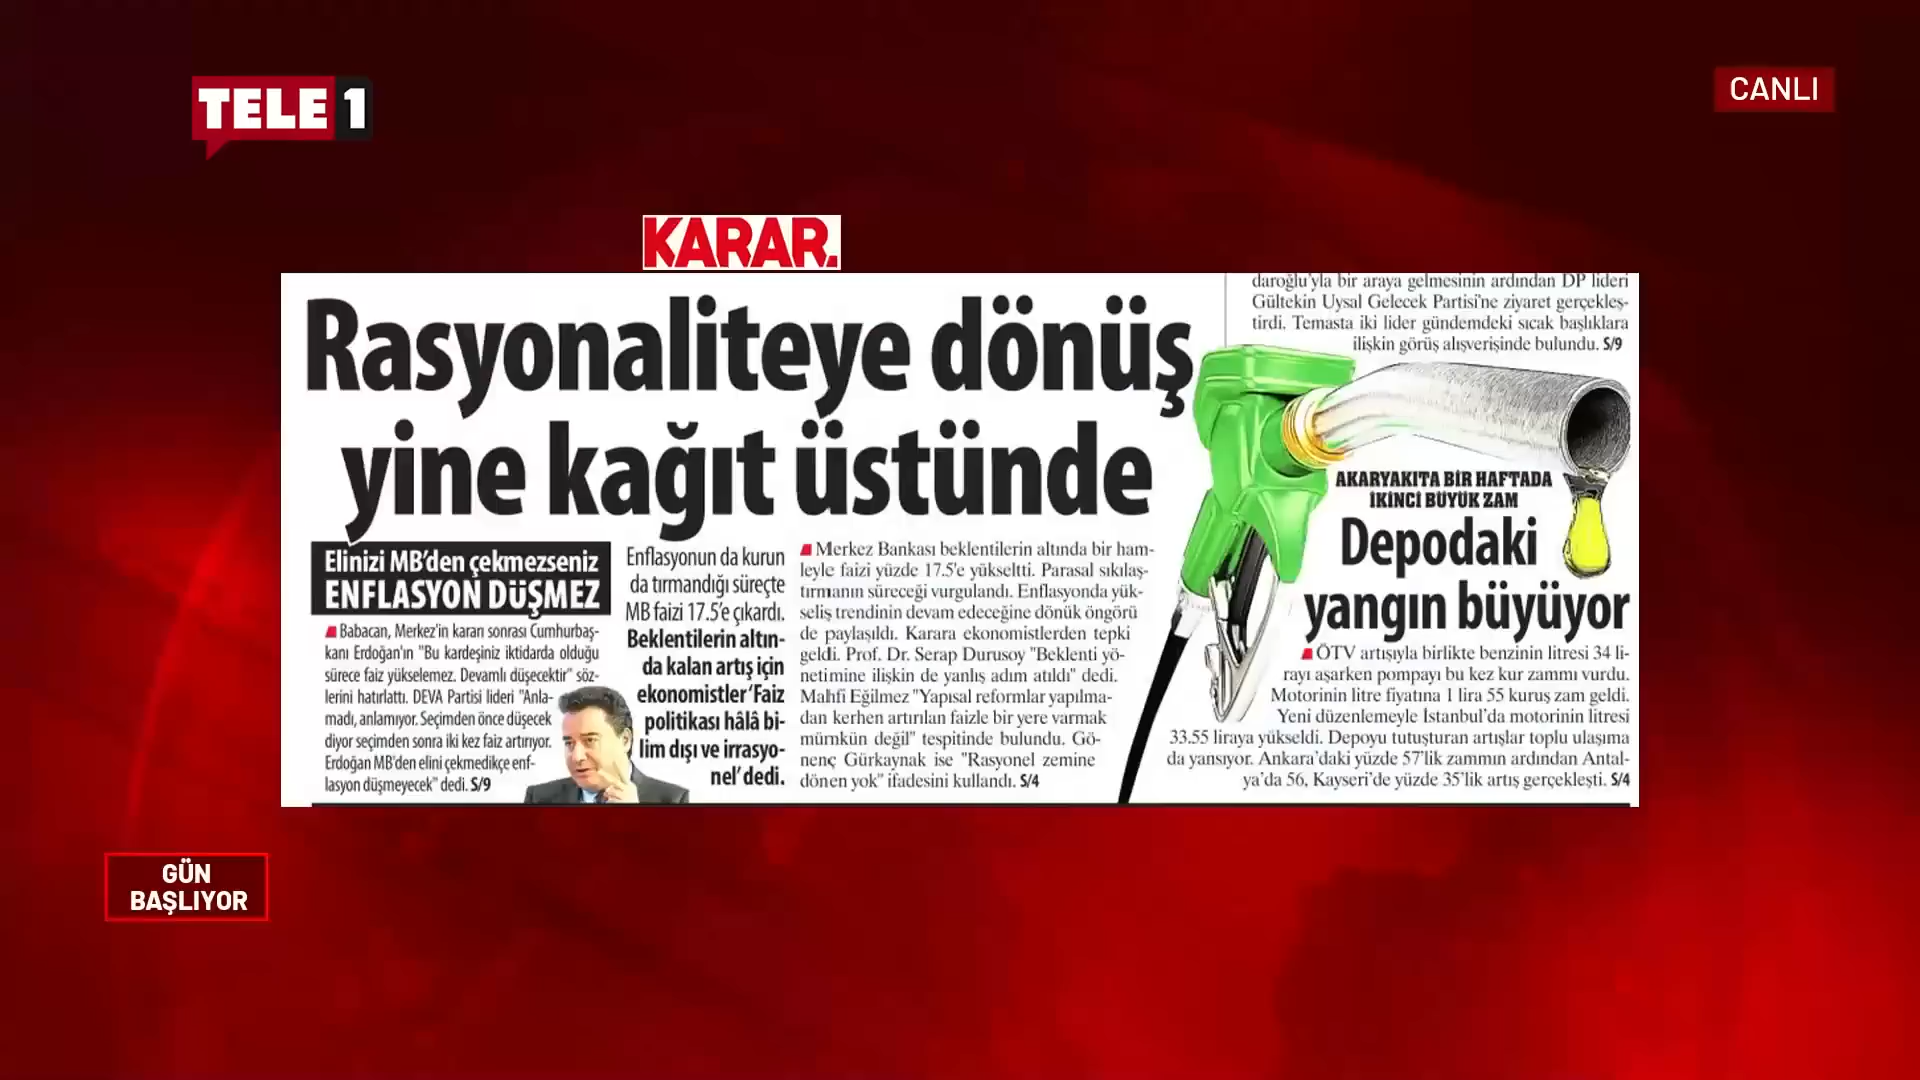 TELE 1
CANLI
KARAR.
Rasyonaliteye dönüş
yine kağıt üstünde
Elinizi MB’den çekmezseniz
ENFLASYON DÜŞMEZ
Babacan, Merkez'in kararı sonrası Cumhurbaş-
kanı Erdoğan'ın "Bu kardeşiniz iktidarda olduğu
sürece faiz yükselemez. Devamlı düşecektir" söz-
lerini hatırlattı. DEVA Partisi lideri "Anla-
madı, anlamıyor. Seçimden önce düşecek
diyor seçimden sonra iki kez faiz artırıyor.
Erdoğan MB'den elini çekmedikçe enf-
lasyon düşmeyecek" dedi. S/9
Enflasyonun da kurun
da tırmandığı süreçte
MB faizi 17.5’e çıkardı.
Beklentilerin altın-
da kalan artış için
ekonomistler ‘Faiz
politikası hâlâ bi-
lim dışı ve irrasyo-
nel’ dedi.
Merkez Bankası beklentilerin altında bir ham-
leyle faizi yüzde 17.5'e yükseltti. Parasal sıkılaş-
tırmanın süreceği vurgulandı. Enflasyonda yük-
seliş trendinin devam edeceğine dönük öngörü
de paylaşıldı. Karara ekonomistlerden tepki
geldi. Prof. Dr. Serap Durusoy "Beklenti yö-
netimine ilişkin de yanlış adım atıldı" dedi.
Mahfi Eğilmez "Yapısal reformlar yapılma-
dan kerhen artırılan faizle bir yere varmak
mümkün değil" tespitinde bulundu. Gö-
nenç Gürkaynak ise "Rasyonel zemine
dönen yok" ifadesini kullandı. S/4
daroğlu’yla bir araya gelmesinin ardından DP lideri
Gültekin Uysal Gelecek Partisi’ne ziyaret gerçekleş-
tirdi. Temasta iki lider gündemdeki sıcak başlıklara
ilişkin görüş alışverişinde bulundu. S/9
AKARYAKITA BİR HAFTADA
İKİNCİ BÜYÜK ZAM
Depodaki
yangın büyüyor
ÖTV artışıyla birlikte benzinin litresi 34 li-
rayı aşarken pompayı bu kez kur zammı vurdu.
Motorinin litre fiyatına 1 lira 55 kuruş zam geldi.
Yeni düzenlemeyle İstanbul’da motorinin litresi
33.55 liraya yükseldi. Depoyu tutuşturan artışlar toplu ulaşıma
da yansıyor. Ankara’daki yüzde 57’lik zammın ardından Antal-
ya’da 56, Kayseri’de yüzde 35’lik artış gerçekleşti. S/4
GÜN
BAŞLIYOR